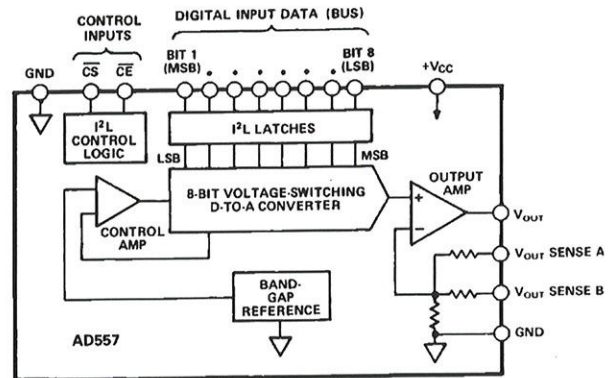 CONTROL
INPUTS
DIGITAL INPUT DATA (BUS)
GND
CS
CE
BIT 1
(MSB)
BIT 8
(LSB)
+VCC
I²L
CONTROL
LOGIC
I²L LATCHES
LSB
MSB
8-BIT VOLTAGE-SWITCHING
D-TO-A CONVERTER
CONTROL
AMP
OUTPUT
AMP
+
−
VOUT
VOUT SENSE A
VOUT SENSE B
GND
BAND-
GAP
REFERENCE
AD557